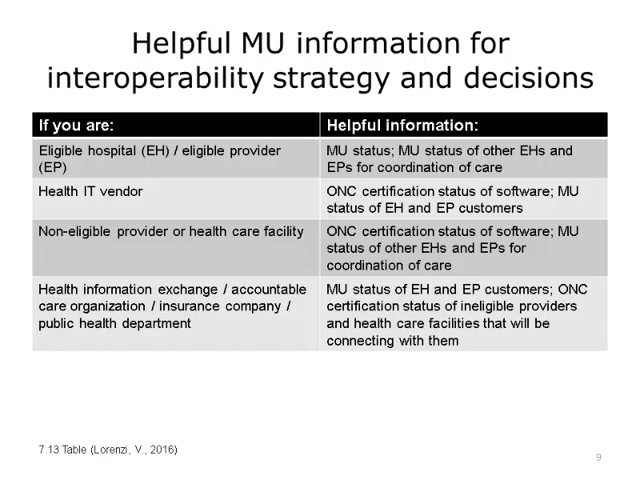 Helpful MU information for
interoperability strategy and decisions
If you are:
Helpful information:
Eligible hospital (EH) / eligible provider
(EP)
MU status; MU status of other EHs and
EPs for coordination of care
Health IT vendor
ONC certification status of software; MU
status of EH and EP customers
Non-eligible provider or health care facility
ONC certification status of software; MU
status of other EHs and EPs for
coordination of care
Health information exchange / accountable
care organization / insurance company /
public health department
MU status of EH and EP customers; ONC
certification status of ineligible providers
and health care facilities that will be
connecting with them
7.13 Table (Lorenzi, V., 2016)
9